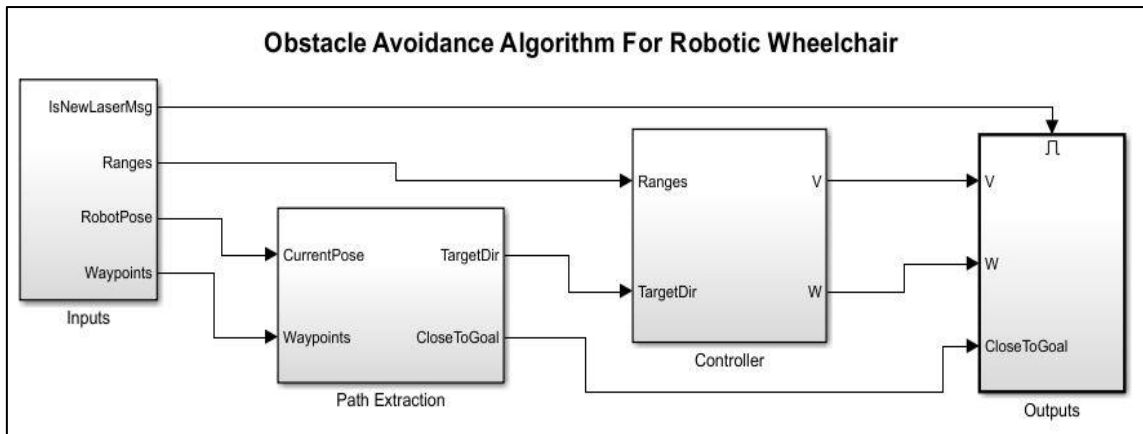 Obstacle Avoidance Algorithm For Robotic Wheelchair
IsNewLaserMsg
Ranges
RobotPose
Waypoints
Inputs
CurrentPose
TargetDir
Waypoints
CloseToGoal
Path Extraction
Ranges
V
TargetDir
W
Controller
V
W
CloseToGoal
Outputs